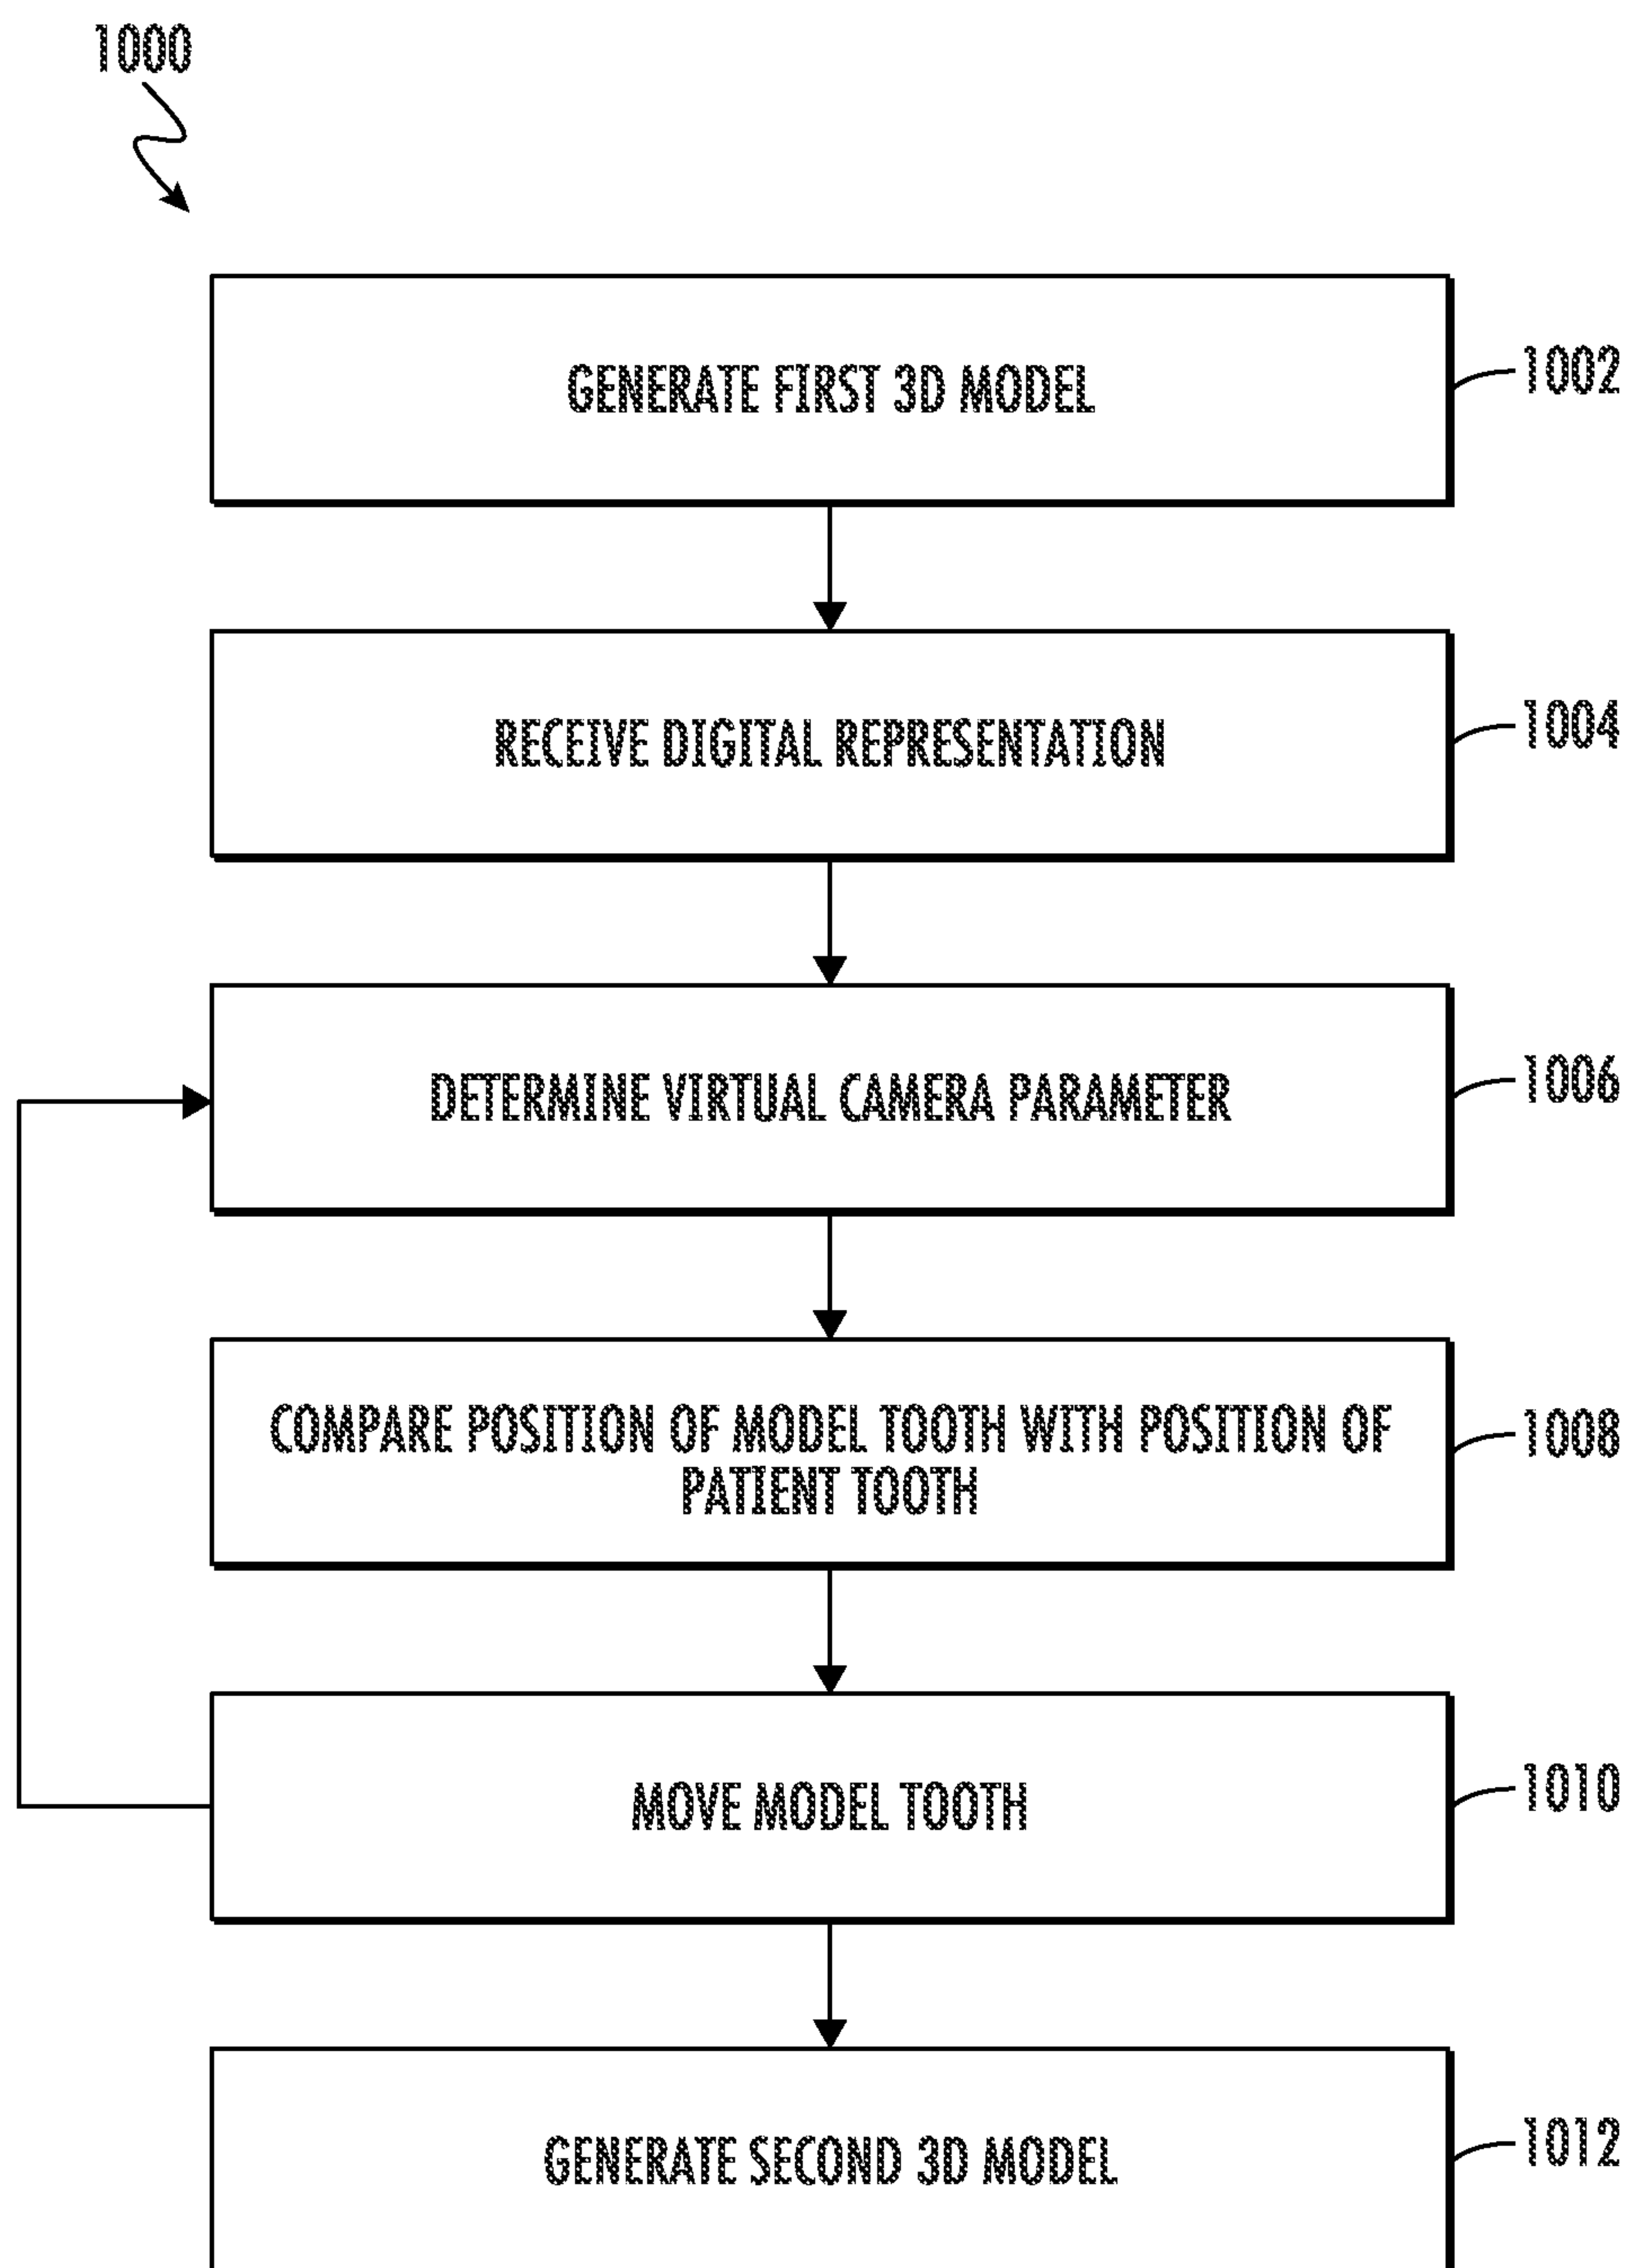 1000
GENERATE FIRST 3D MODEL
1002
RECEIVE DIGITAL REPRESENTATION
1004
DETERMINE VIRTUAL CAMERA PARAMETER
1006
COMPARE POSITION OF MODEL TOOTH WITH POSITION OF
PATIENT TOOTH
1008
MOVE MODEL TOOTH
1010
GENERATE SECOND 3D MODEL
1012